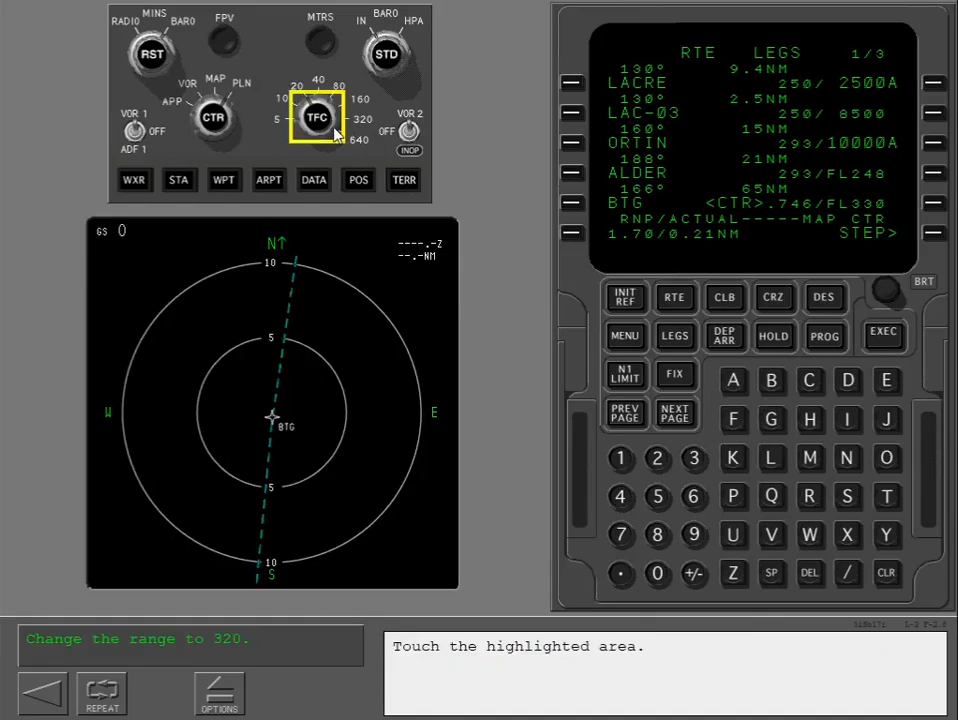 MINS
RADIO
BARO
RST
FPV
MTRS
BARO
IN
HPA
STD
VOR
MAP
PLN
APP
CTR
VOR 1
OFF
ADF 1
5
10
20
40
80
160
320
640
TFC
VOR 2
OFF
INOP
WXR
STA
WPT
ARPT
DATA
POS
TERR
GS 0
N↑
----.-Z
--.-NM
10
5
W
E
BTG
5
10
S
RTE LEGS 1/3
130° 9.4NM
LACRE 250/ 2500A
130° 2.5NM
LAC-03 250/ 8500
160° 15NM
ORTIN 293/10000A
188° 21NM
ALDER 293/FL248
166° 65NM
BTG <CTR>.746/FL330
RNP/ACTUAL-----MAP CTR
1.70/0.21NM STEP>
BRT
INIT REF
RTE
CLB
CRZ
DES
MENU
LEGS
DEP ARR
HOLD
PROG
EXEC
N1 LIMIT
FIX
PREV PAGE
NEXT PAGE
A B C D E
F G H I J
1 2 3 K L M N O
4 5 6 P Q R S T
7 8 9 U V W X Y
. 0 +/- Z SP DEL / CLR
Change the range to 320.
Touch the highlighted area.
REPEAT
OPTIONS